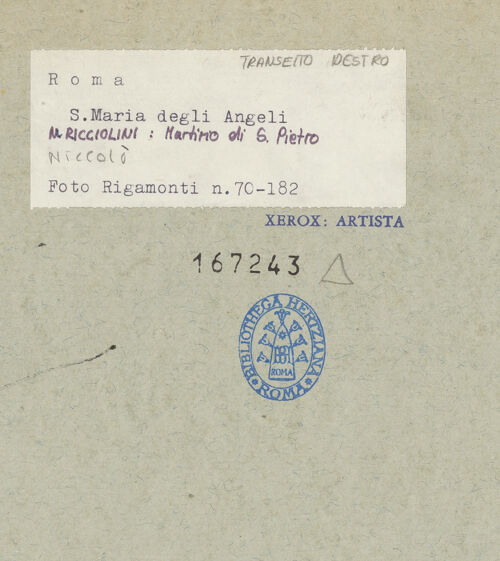 TRANSETTO DESTRO
Roma
S.Maria degli Angeli
N.RICCIOLINI: Martirio di S. Pietro
Niccolò
Foto Rigamonti n.70-182
XEROX: ARTISTA
167243
BIBLIOTHECA HERTZIANA
ROMA
ROMA